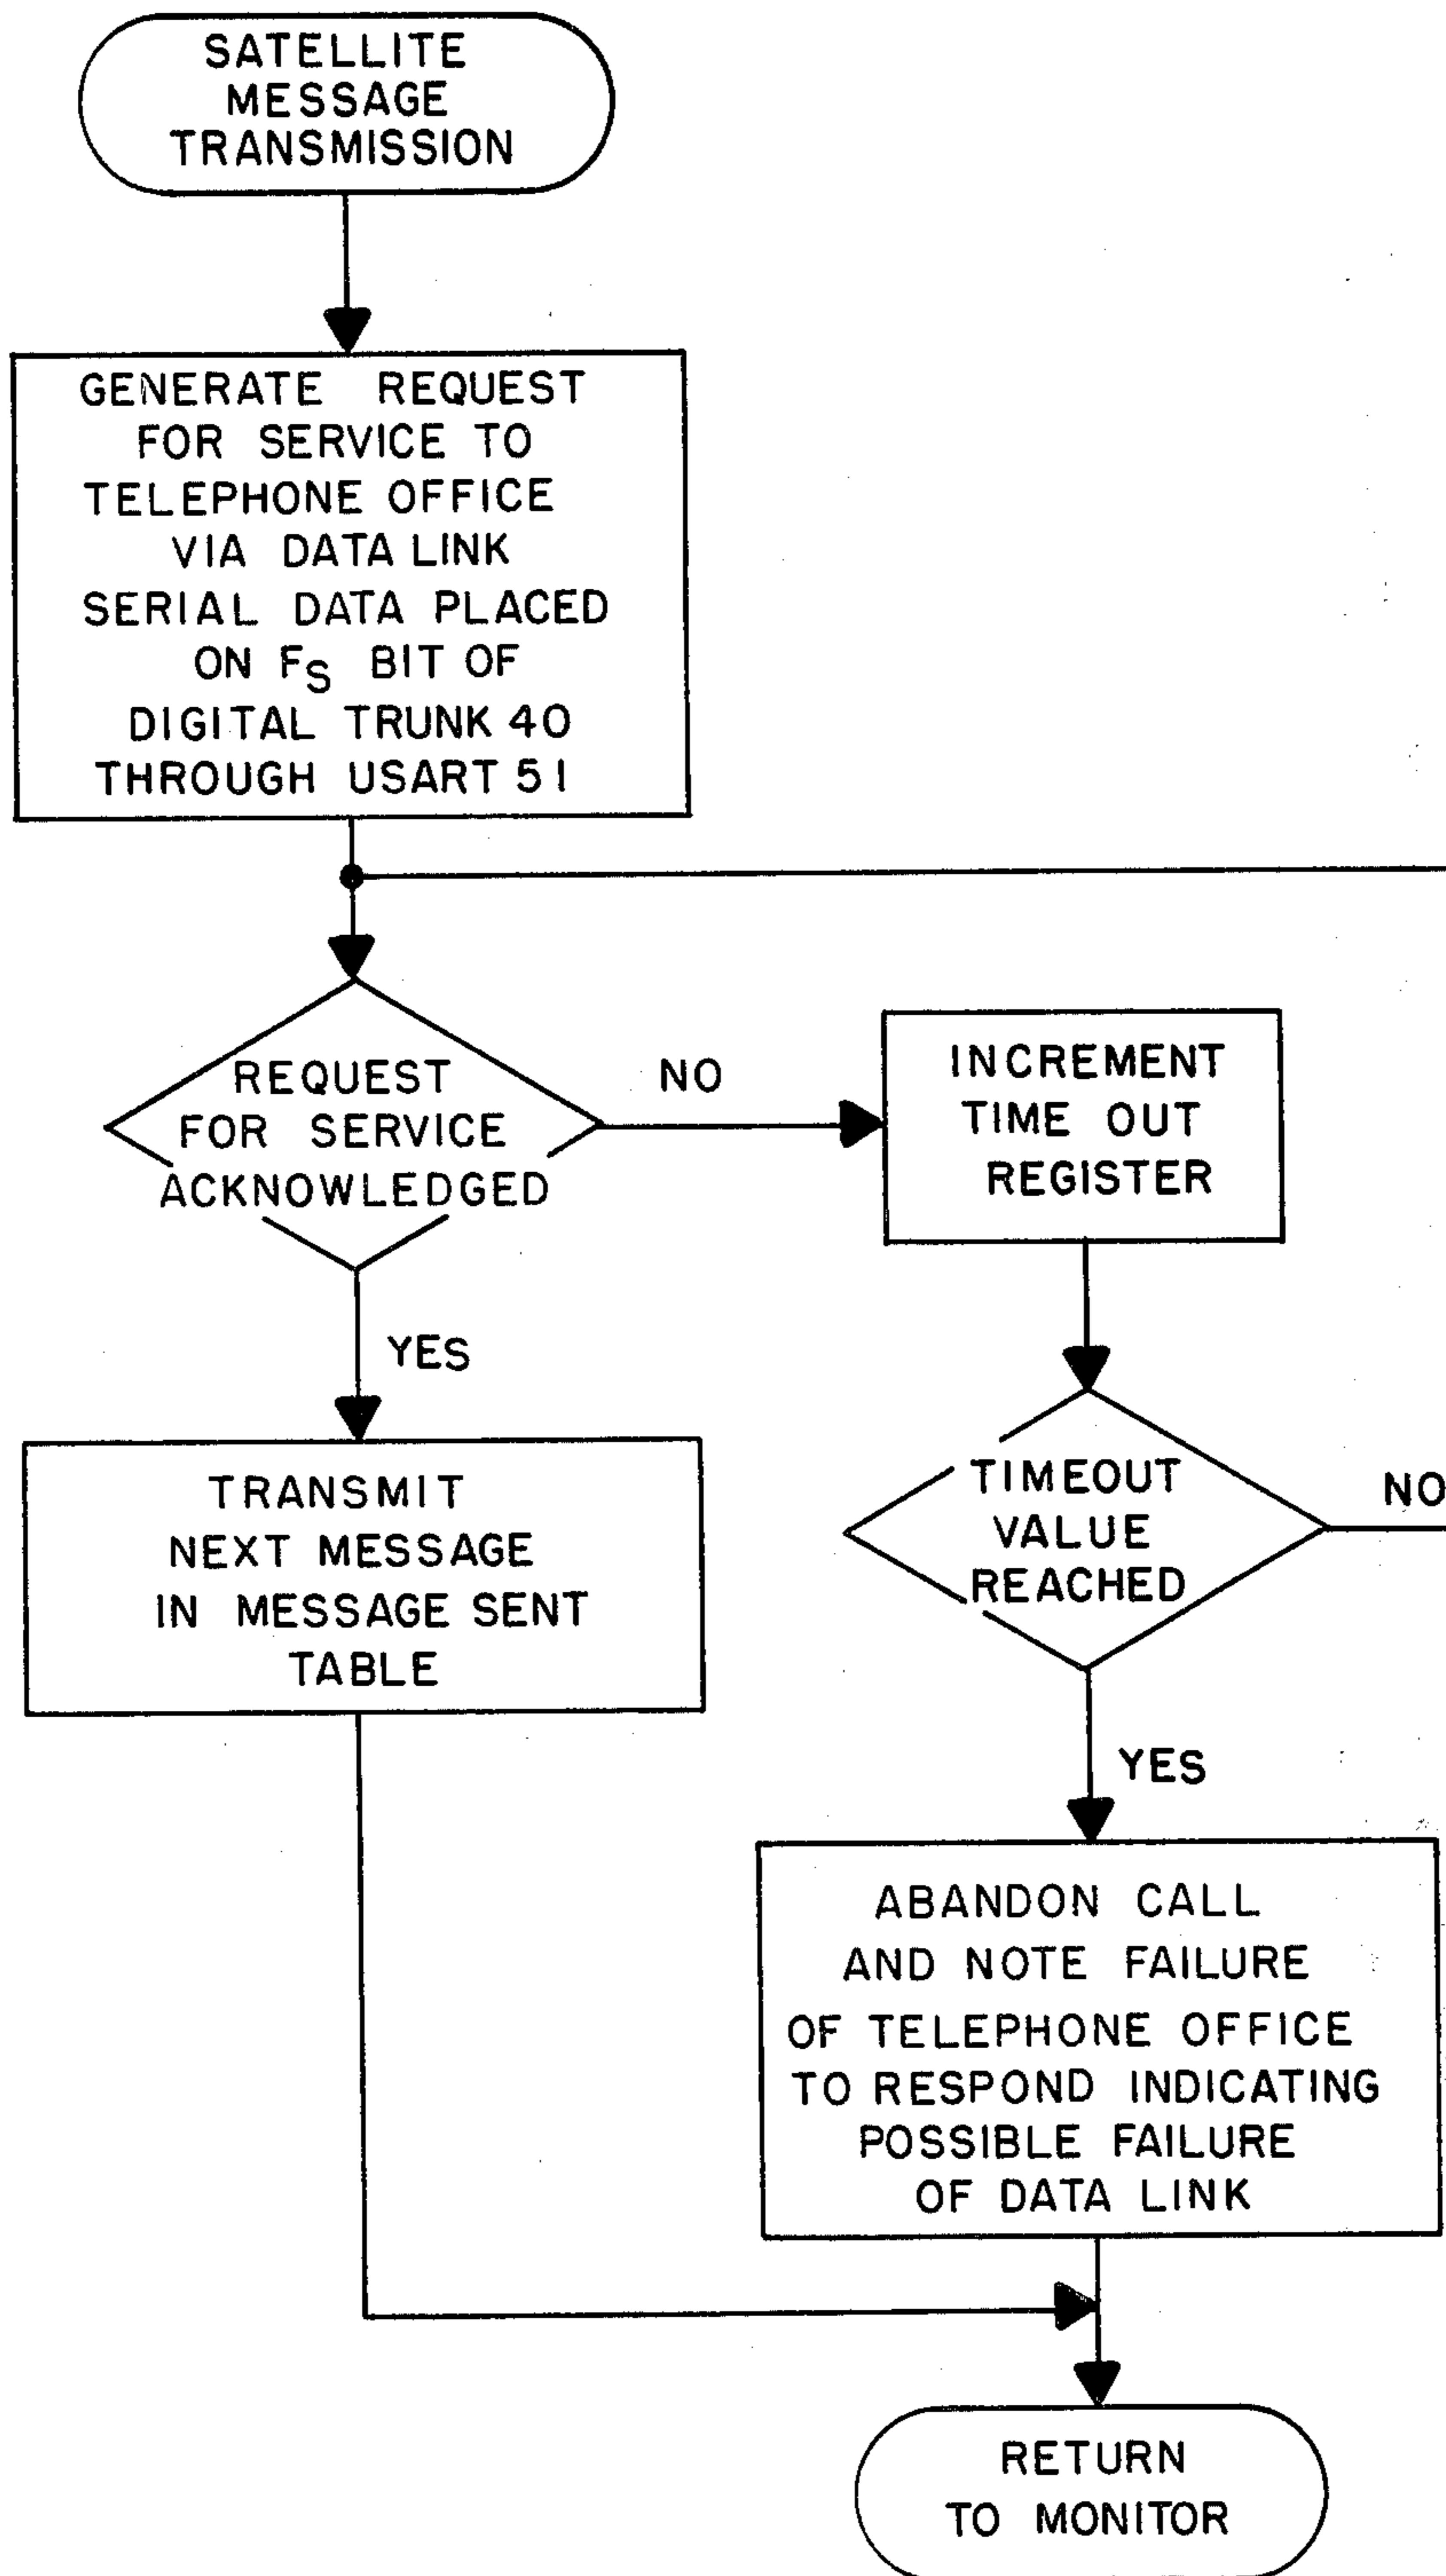 SATELLITE
MESSAGE
TRANSMISSION
GENERATE REQUEST
FOR SERVICE TO
TELEPHONE OFFICE
VIA DATA LINK
SERIAL DATA PLACED
ON FS BIT OF
DIGITAL TRUNK 40
THROUGH USART 51
REQUEST
FOR SERVICE
ACKNOWLEDGED
NO
INCREMENT
TIME OUT
REGISTER
YES
TRANSMIT
NEXT MESSAGE
IN MESSAGE SENT
TABLE
TIMEOUT
VALUE
REACHED
NO
YES
ABANDON CALL
AND NOTE FAILURE
OF TELEPHONE OFFICE
TO RESPOND INDICATING
POSSIBLE FAILURE
OF DATA LINK
RETURN
TO MONITOR